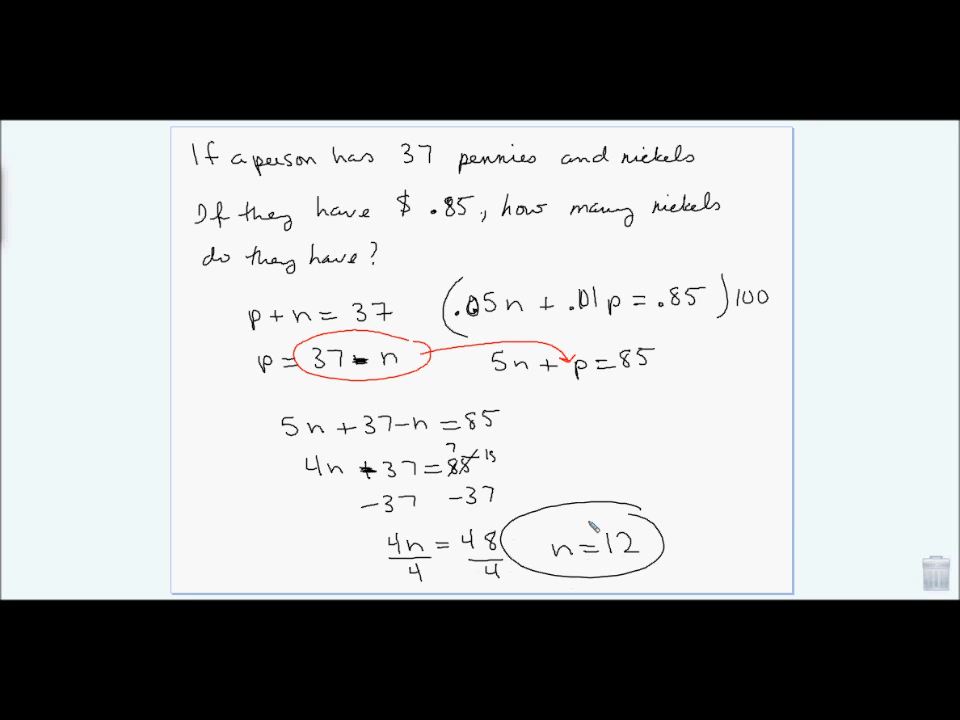 If a person has 37 pennies and nickels
If they have $ .85, how many nickels
do they have?
p + n = 37
(.05n + .01p = .85) 100
p = 37 - n
5n + p = 85
5n + 37 - n = 85
4n + 37 = 85 7 15
-37 -37
4n/4 = 48/4
n = 12